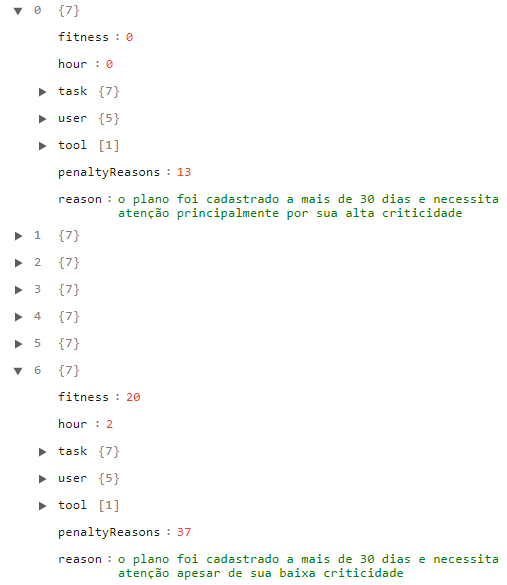 0 {7}
fitness : 0
hour : 0
task {7}
user {5}
tool [1]
penaltyReasons : 13
reason : o plano foi cadastrado a mais de 30 dias e necessita
atenção principalmente por sua alta criticidade
1 {7}
2 {7}
3 {7}
4 {7}
5 {7}
6 {7}
fitness : 20
hour : 2
task {7}
user {5}
tool [1]
penaltyReasons : 37
reason : o plano foi cadastrado a mais de 30 dias e necessita
atenção apesar de sua baixa criticidade